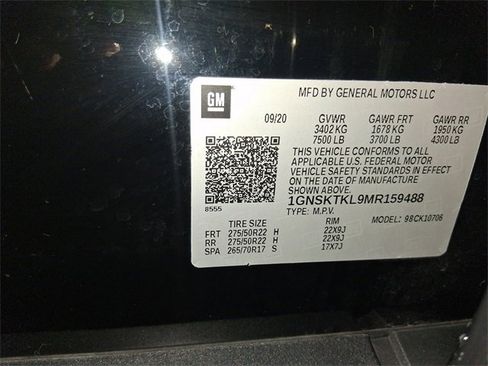 GM
MFD BY GENERAL MOTORS LLC
09/20 GVWR GAWR FRT GAWR RR
3402 KG 1678 KG 1950 KG
7500 LB 3700 LB 4300 LB
THIS VEHICLE CONFORMS TO ALL
APPLICABLE U.S. FEDERAL MOTOR
VEHICLE SAFETY STANDARDS IN EFFECT
ON THE DATE OF MANUFACTURE
SHOWN ABOVE.
1GNSKTKL9MR159488
8555
TYPE: M.P.V. MODEL: 98CK10706
TIRE SIZE RIM
FRT 275/50R22 H 22X9J
RR 275/50R22 H 22X9J
SPA 265/70R17 S 17X7J